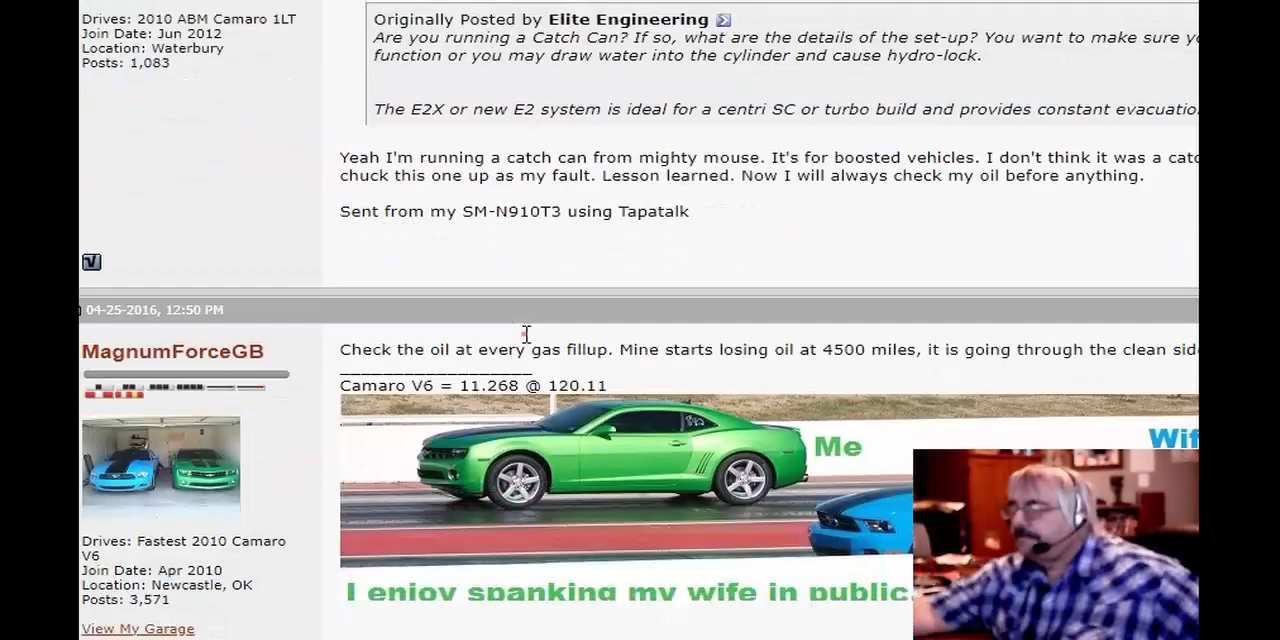 Drives: 2010 ABM Camaro 1LT
Join Date: Jun 2012
Location: Waterbury
Posts: 1,083
Originally Posted by Elite Engineering
Are you running a Catch Can? If so, what are the details of the set-up? You want to make sure
function or you may draw water into the cylinder and cause hydro-lock.
The E2X or new E2 system is ideal for a centri SC or turbo build and provides constant
Yeah I'm running a catch can from mighty mouse. It's for boosted vehicles. I don't think it was a
chuck this one up as my fault. Lesson learned. Now I will always check my oil before anything.
Sent from my SM-N910T3 using Tapatalk
04-25-2016, 12:50 PM
MagnumForceGB
Check the oil at every gas fillup. Mine starts losing oil at 4500 miles, it is going through the clean
Camaro V6 = 11.268 @ 120.11
Me
I enjoy spanking my wife in public
Drives: Fastest 2010 Camaro
V6
Join Date: Apr 2010
Location: Newcastle, OK
Posts: 3,571
View My Garage